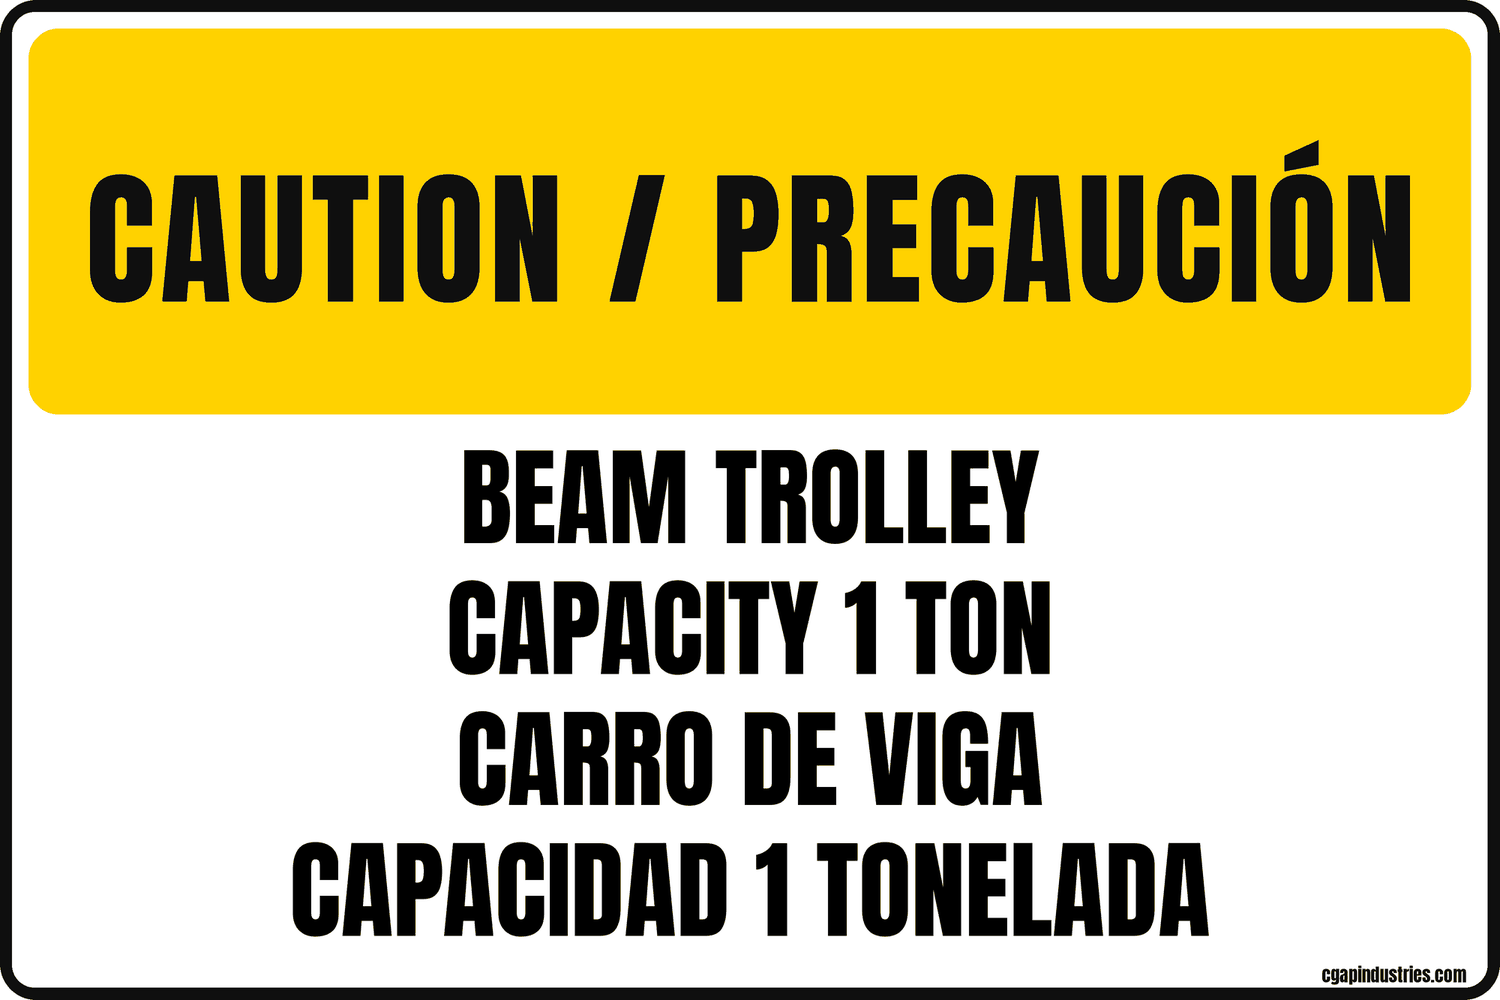 CAUTION / PRECAUCIÓN
BEAM TROLLEY
CAPACITY 1 TON
CARRO DE VIGA
CAPACIDAD 1 TONELADA
cgapindustries.com